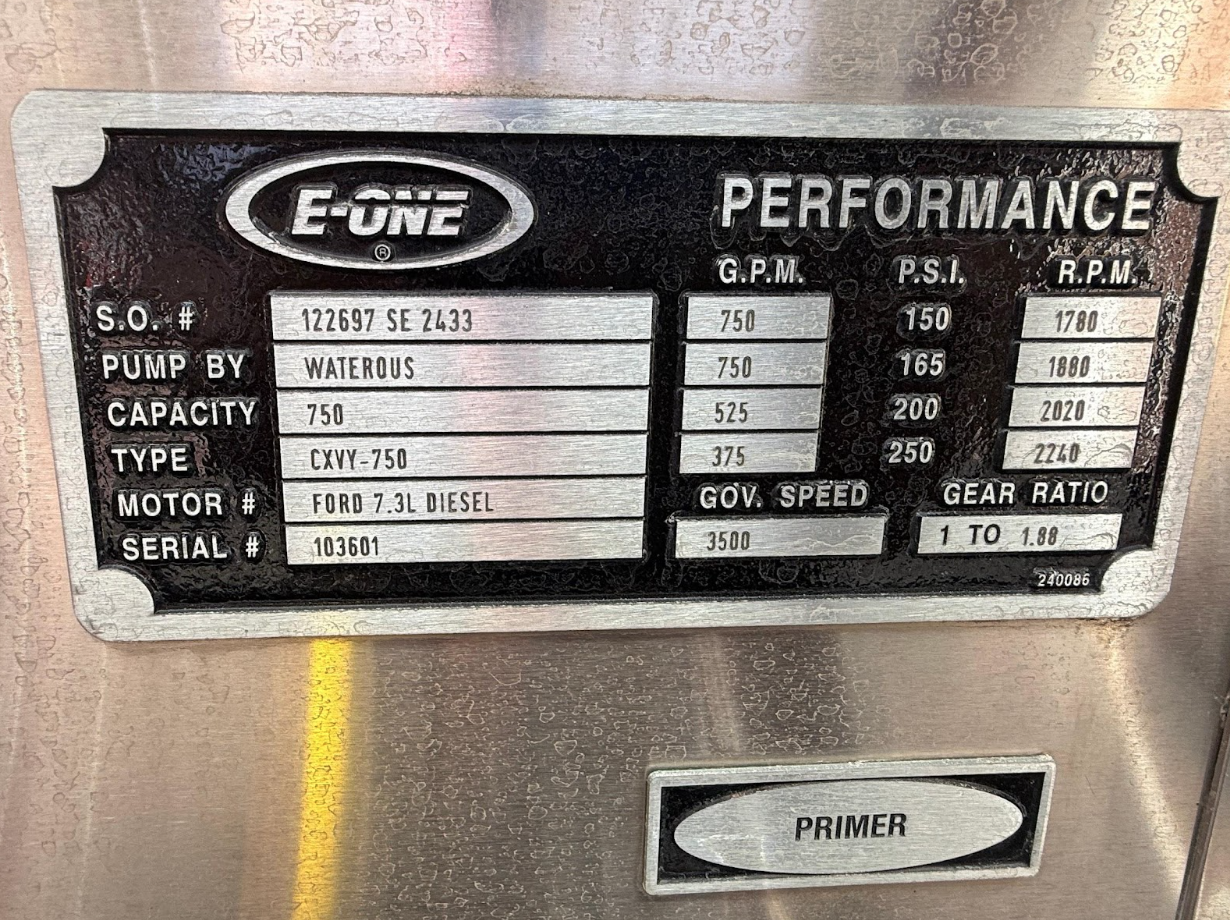 E-ONE
®
PERFORMANCE
G.P.M. P.S.I. R.P.M.
S.O. # 122697 SE 2433 750 150 1780
PUMP BY WATEROUS 750 165 1880
CAPACITY 750 525 200 2020
TYPE CXVY-750 375 250 2240
MOTOR # FORD 7.3L DIESEL GOV. SPEED GEAR RATIO
SERIAL # 103601 3500 1 TO 1.88
240086
PRIMER